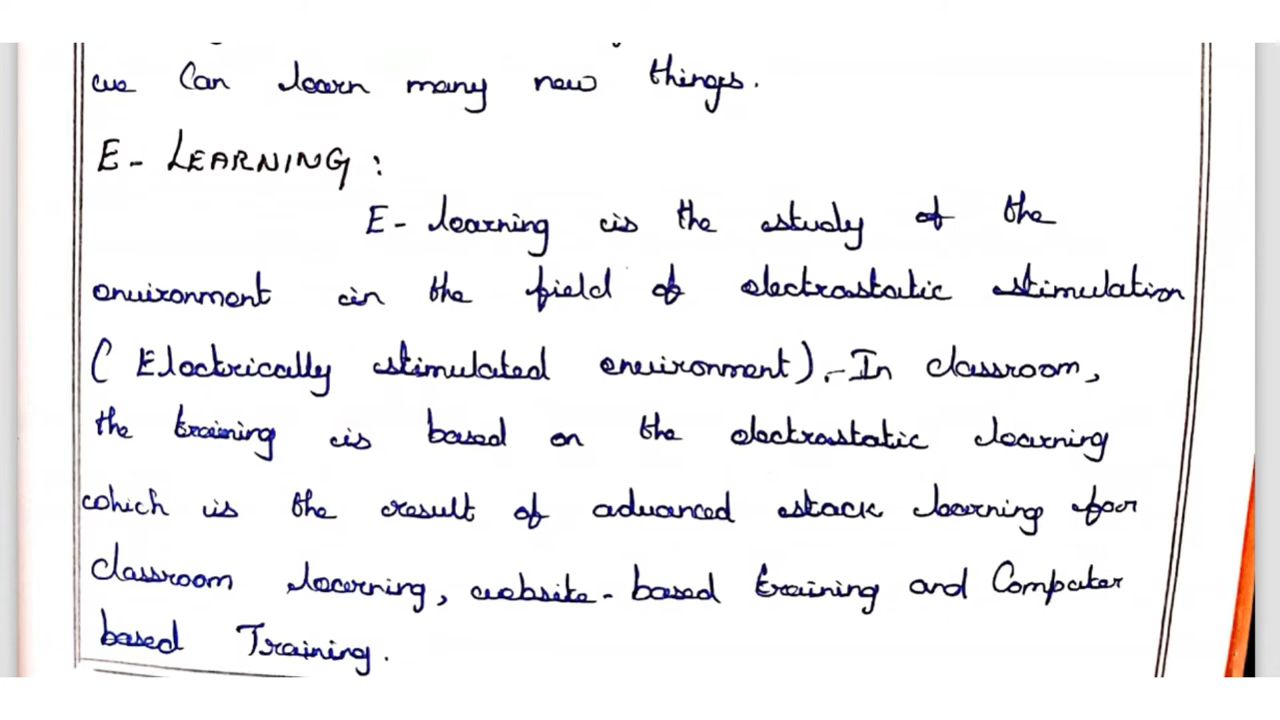 we Can learn many new things.
E- LEARNING:
E- learning is the study of the
environment in the field of electrostatic stimulation
(Electrically stimulated environment).-In classroom,
the training is based on the electrostatic learning
which is the result of advanced stack learning for
classroom learning, website-based training and Computer
based Training.